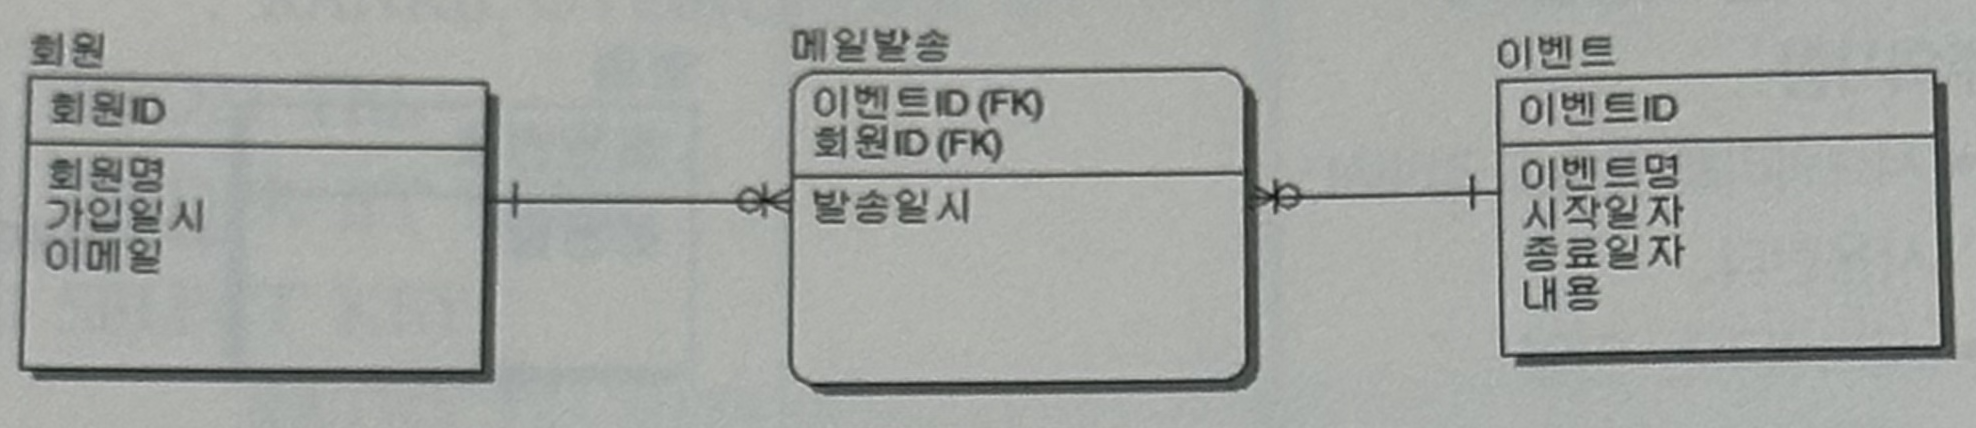 회원
회원ID
회원명
가입일시
이메일
메일발송
이벤트ID (FK)
회원ID (FK)
발송일시
이벤트
이벤트ID
이벤트명
시작일자
종료일자
내용